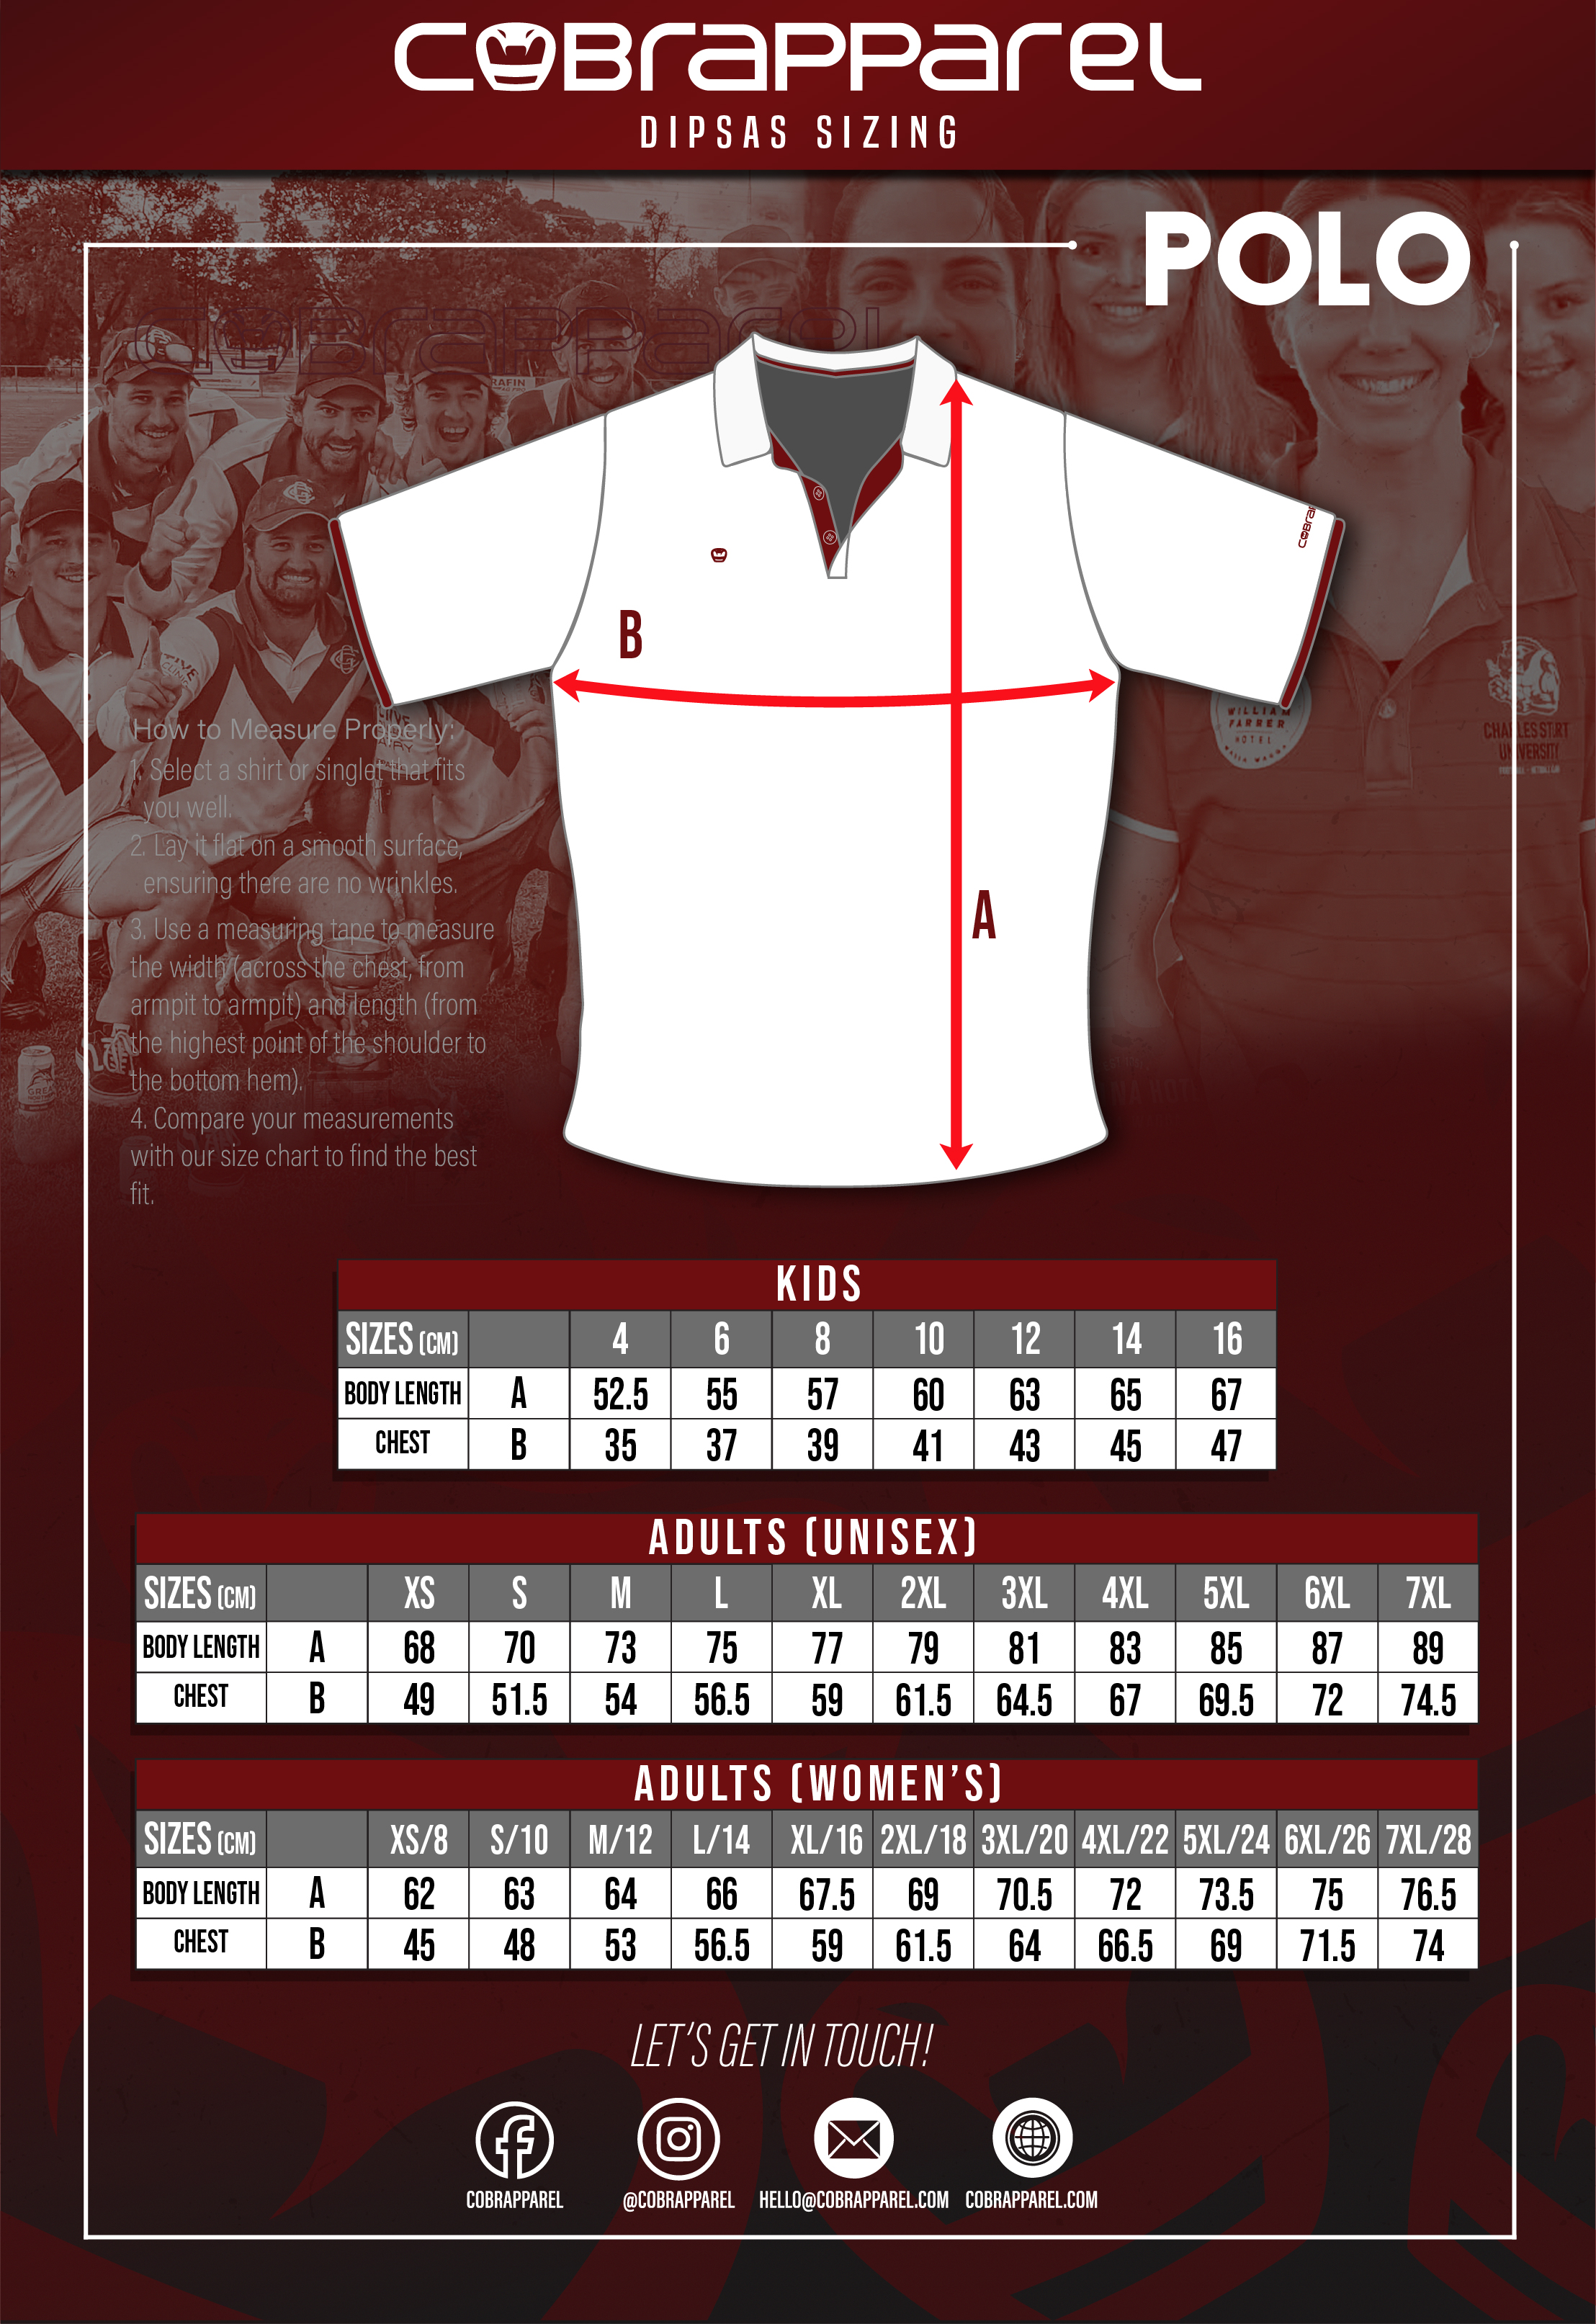 COBRAPPAREL
DIPSAS SIZING
POLO
COBRAPPAREL
B
A
WILLIAM
FARRER
HOTEL
WAGGA WAGGA
CHARLES STURT
UNIVERSITY
How to Measure Properly:
1. Select a shirt or singlet that fits
you well.
2. Lay it flat on a smooth surface,
ensuring there are no wrinkles.
3. Use a measuring tape to measure
the width (across the chest, from
armpit to armpit) and length (from
the highest point of the shoulder to
the bottom hem).
4. Compare your measurements
with our size chart to find the best
fit.
KIDS
SIZES (CM) 4 6 8 10 12 14 16
BODY LENGTH A 52.5 55 57 60 63 65 67
CHEST B 35 37 39 41 43 45 47
ADULTS (UNISEX)
SIZES (CM) XS S M L XL 2XL 3XL 4XL 5XL 6XL 7XL
BODY LENGTH A 68 70 73 75 77 79 81 83 85 87 89
CHEST B 49 51.5 54 56.5 59 61.5 64.5 67 69.5 72 74.5
ADULTS (WOMEN'S)
SIZES (CM) XS/8 S/10 M/12 L/14 XL/16 2XL/18 3XL/20 4XL/22 5XL/24 6XL/26 7XL/28
BODY LENGTH A 62 63 64 66 67.5 69 70.5 72 73.5 75 76.5
CHEST B 45 48 53 56.5 59 61.5 64 66.5 69 71.5 74
LET'S GET IN TOUCH!
COBRAPPAREL @COBRAPPAREL HELLO@COBRAPPAREL.COM COBRAPPAREL.COM